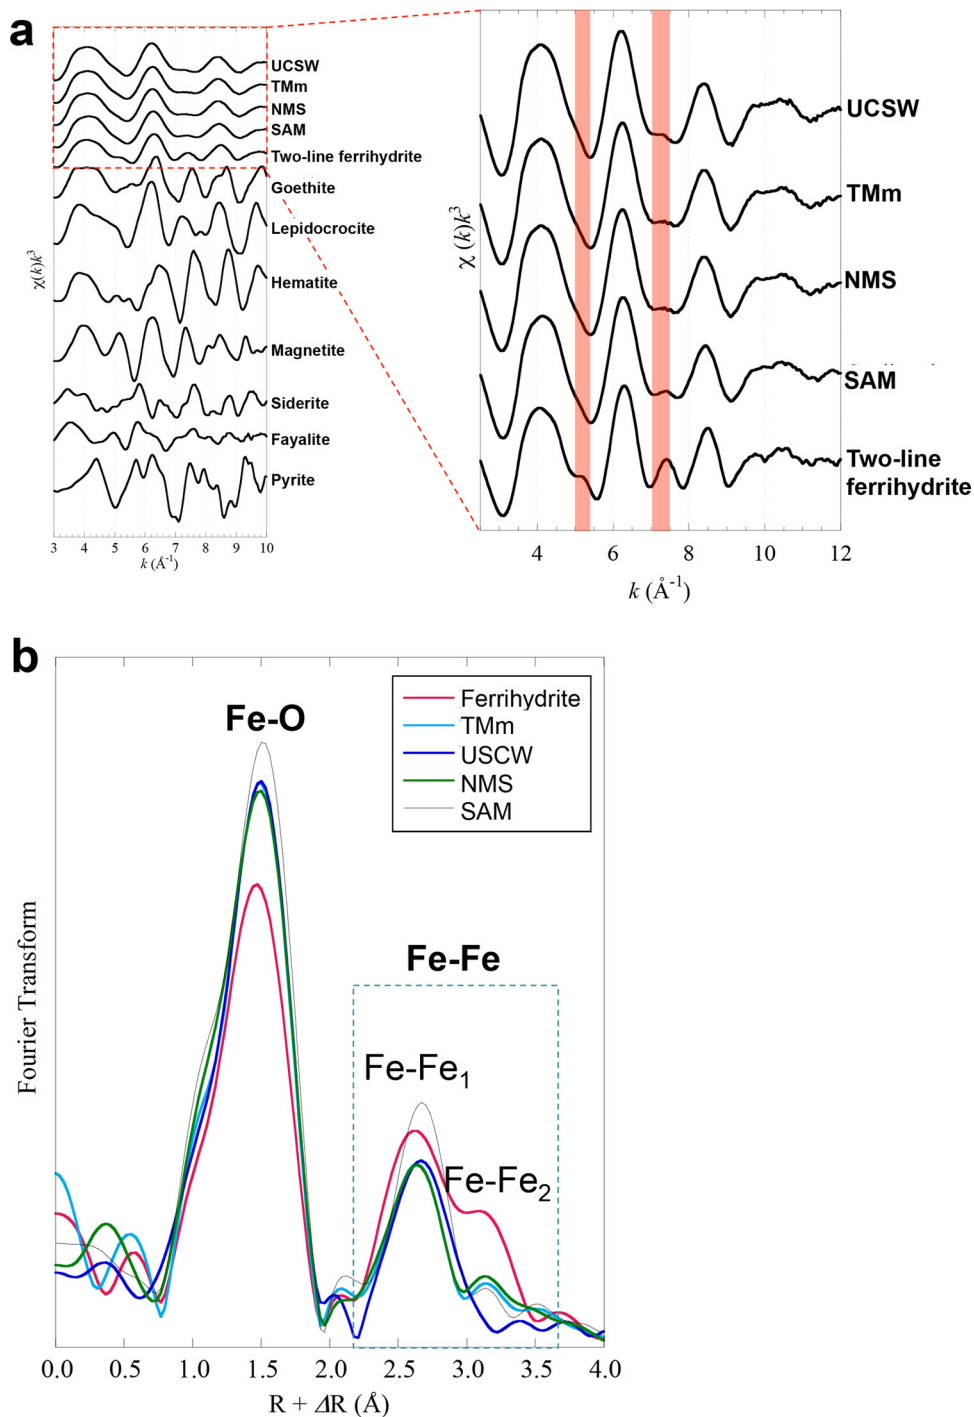 a
UCSW
TMm
NMS
SAM
Two-line ferrihydrite
Goethite
Lepidocrocite
Hematite
Magnetite
Siderite
Fayalite
Pyrite
χ(k)k³
3 4 5 6 7 8 9 10
k (Å⁻¹)
UCSW
TMm
NMS
SAM
Two-line
ferrihydrite
χ (k)k³
4 6 8 10 12
k (Å⁻¹)
b
Fe-O
Ferrihydrite
TMm
USCW
NMS
SAM
Fe-Fe
Fe-Fe₁
Fe-Fe₂
Fourier Transform
0.0 0.5 1.0 1.5 2.0 2.5 3.0 3.5 4.0
R + ΔR (Å)